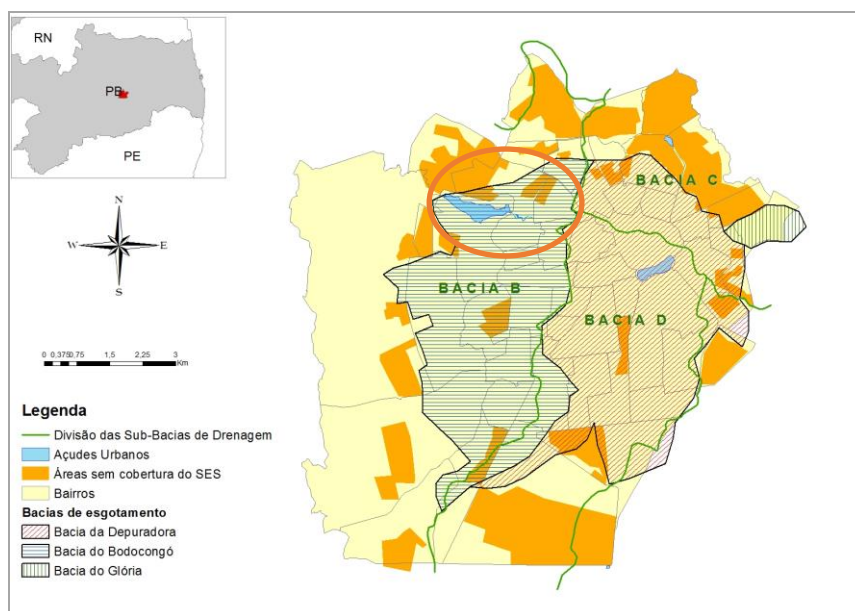 RN
PB
PE
N
W E
S
0 0,375 0,75 1,5 2,25 3
Km
BACIA C
BACIA B
BACIA D
Legenda
Divisão das Sub-Bacias de Drenagem
Açudes Urbanos
Áreas sem cobertura do SES
Bairros
Bacias de esgotamento
Bacia da Depuradora
Bacia do Bodocongó
Bacia do Glória